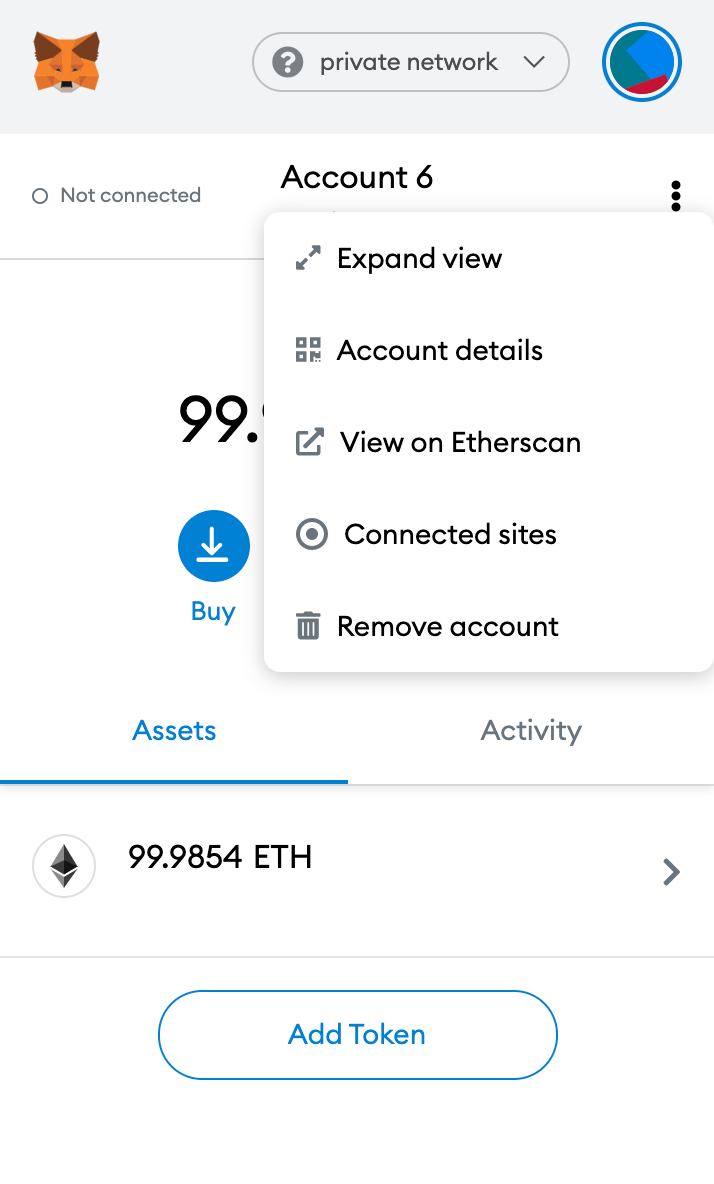 private network
Account 6
Not connected
Expand view
Account details
99.
View on Etherscan
Connected sites
Buy
Remove account
Assets
Activity
99.9854 ETH
Add Token